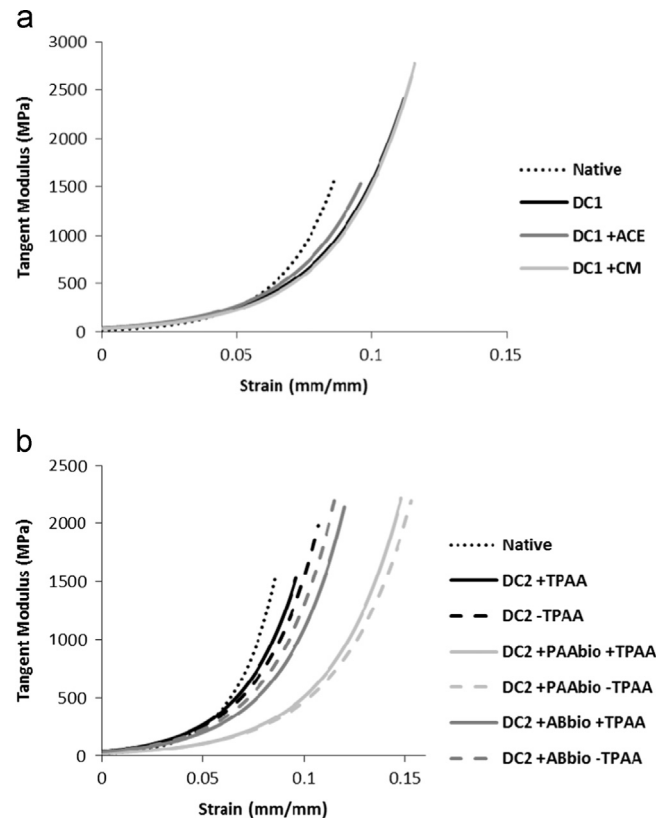 a
3000
2500
2000
1500
1000
500
0
Tangent Modulus (MPa)
0
0.05
0.1
0.15
Strain (mm/mm)
Native
DC1
DC1 +ACE
DC1 +CM
b
2500
2000
1500
1000
500
0
Tangent Modulus (MPa)
0
0.05
0.1
0.15
Strain (mm/mm)
Native
DC2 +TPAA
DC2 -TPAA
DC2 +PAAbio +TPAA
DC2 +PAAbio -TPAA
DC2 +ABbio +TPAA
DC2 +ABbio -TPAA